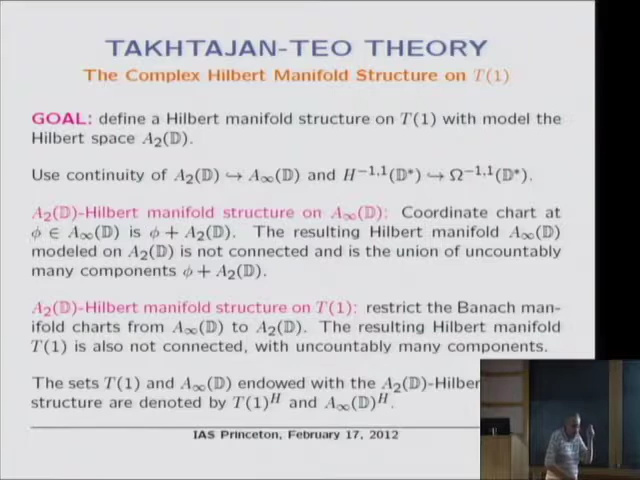 TAKHTAJAN-TEO THEORY
The Complex Hilbert Manifold Structure on T(1)
GOAL: define a Hilbert manifold structure on T(1) with model the
Hilbert space A₂(𝔻).
Use continuity of A₂(𝔻) ↪ A∞(𝔻) and H⁻¹,¹(𝔻*) ↪ Ω⁻¹,¹(𝔻*).
A₂(𝔻)-Hilbert manifold structure on A∞(𝔻): Coordinate chart at
ϕ ∈ A∞(𝔻) is ϕ + A₂(𝔻). The resulting Hilbert manifold A∞(𝔻)
modeled on A₂(𝔻) is not connected and is the union of uncountably
many components ϕ + A₂(𝔻).
A₂(𝔻)-Hilbert manifold structure on T(1): restrict the Banach man-
ifold charts from A∞(𝔻) to A₂(𝔻). The resulting Hilbert manifold
T(1) is also not connected, with uncountably many components.
The sets T(1) and A∞(𝔻) endowed with the A₂(𝔻)-Hilber
structure are denoted by T(1)ᴴ and A∞(𝔻)ᴴ.
IAS Princeton, February 17, 2012